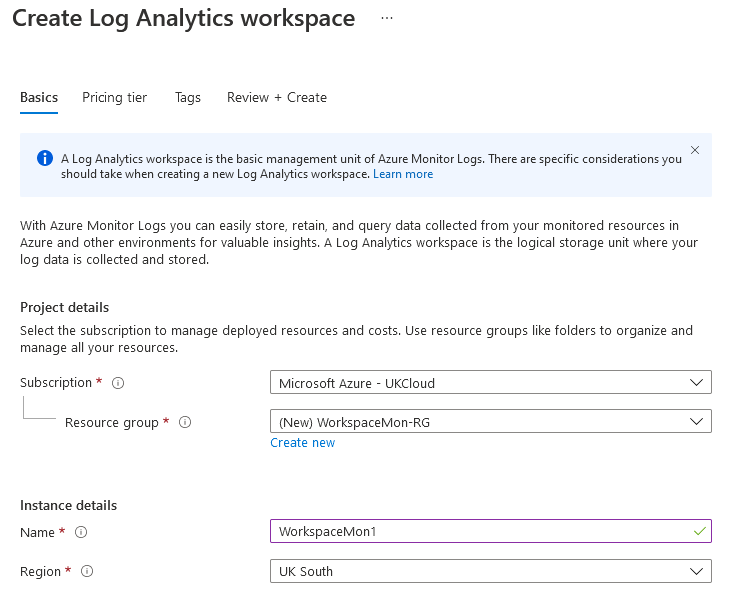 Create Log Analytics workspace ...
Basics Pricing tier Tags Review + Create
A Log Analytics workspace is the basic management unit of Azure Monitor Logs. There are specific considerations you
should take when creating a new Log Analytics workspace. Learn more
With Azure Monitor Logs you can easily store, retain, and query data collected from your monitored resources in
Azure and other environments for valuable insights. A Log Analytics workspace is the logical storage unit where your
log data is collected and stored.
Project details
Select the subscription to manage deployed resources and costs. Use resource groups like folders to organize and
manage all your resources.
Subscription * Microsoft Azure - UKCloud
Resource group * (New) WorkspaceMon-RG
Create new
Instance details
Name * WorkspaceMon1
Region * UK South